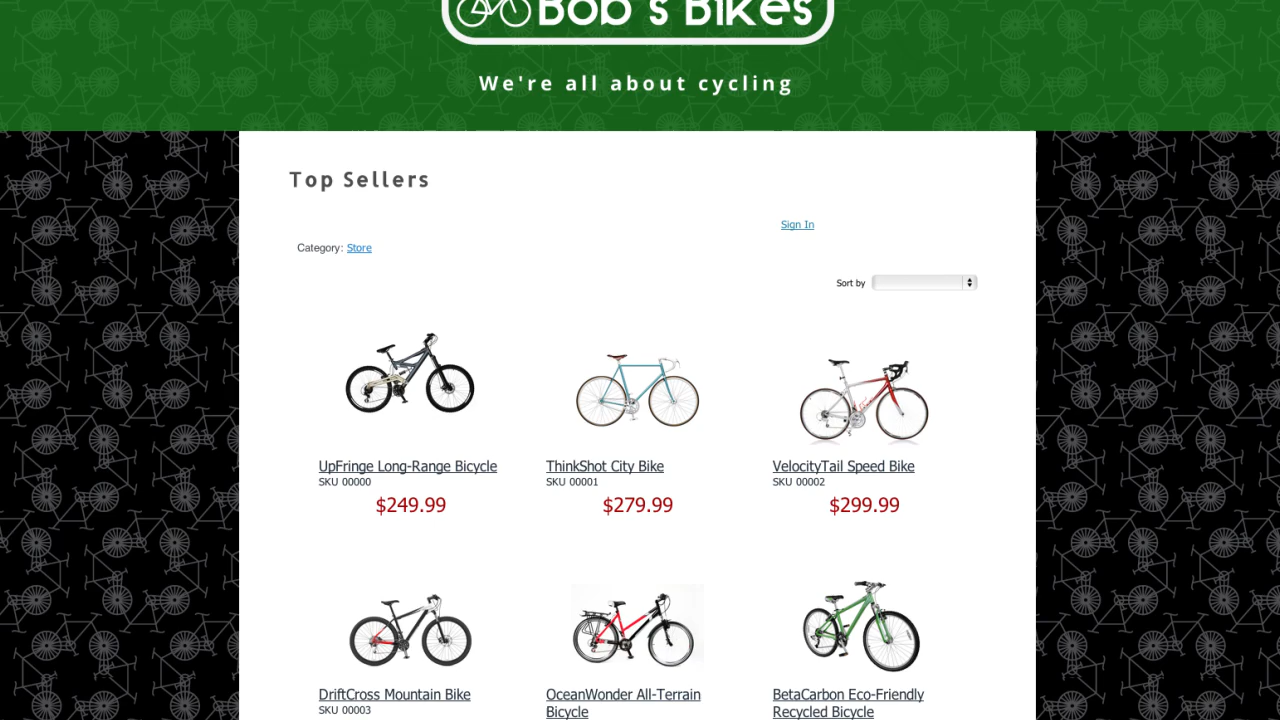 Bob's Bikes
We're all about cycling
Top Sellers
Sign In
Category: Store
Sort by
UpFringe Long-Range Bicycle
SKU 00000
$249.99
ThinkShot City Bike
SKU 00001
$279.99
VelocityTail Speed Bike
SKU 00002
$299.99
DriftCross Mountain Bike
SKU 00003
OceanWonder All-Terrain
Bicycle
BetaCarbon Eco-Friendly
Recycled Bicycle